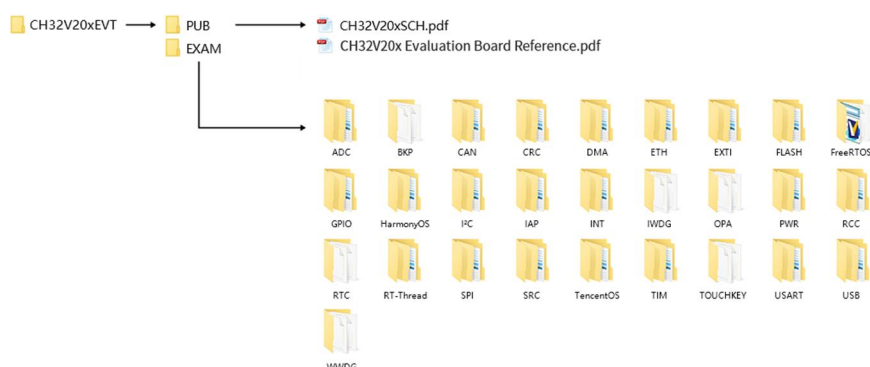 CH32V20xEVT
PUB
CH32V20xSCH.pdf
EXAM
CH32V20x Evaluation Board Reference.pdf
ADC BKP CAN CRC DMA ETH EXTI FLASH FreeRTOS
GPIO HarmonyOS I²C IAP INT IWDG OPA PWR RCC
RTC RT-Thread SPI SRC TencentOS TIM TOUCHKEY USART USB
WWDG